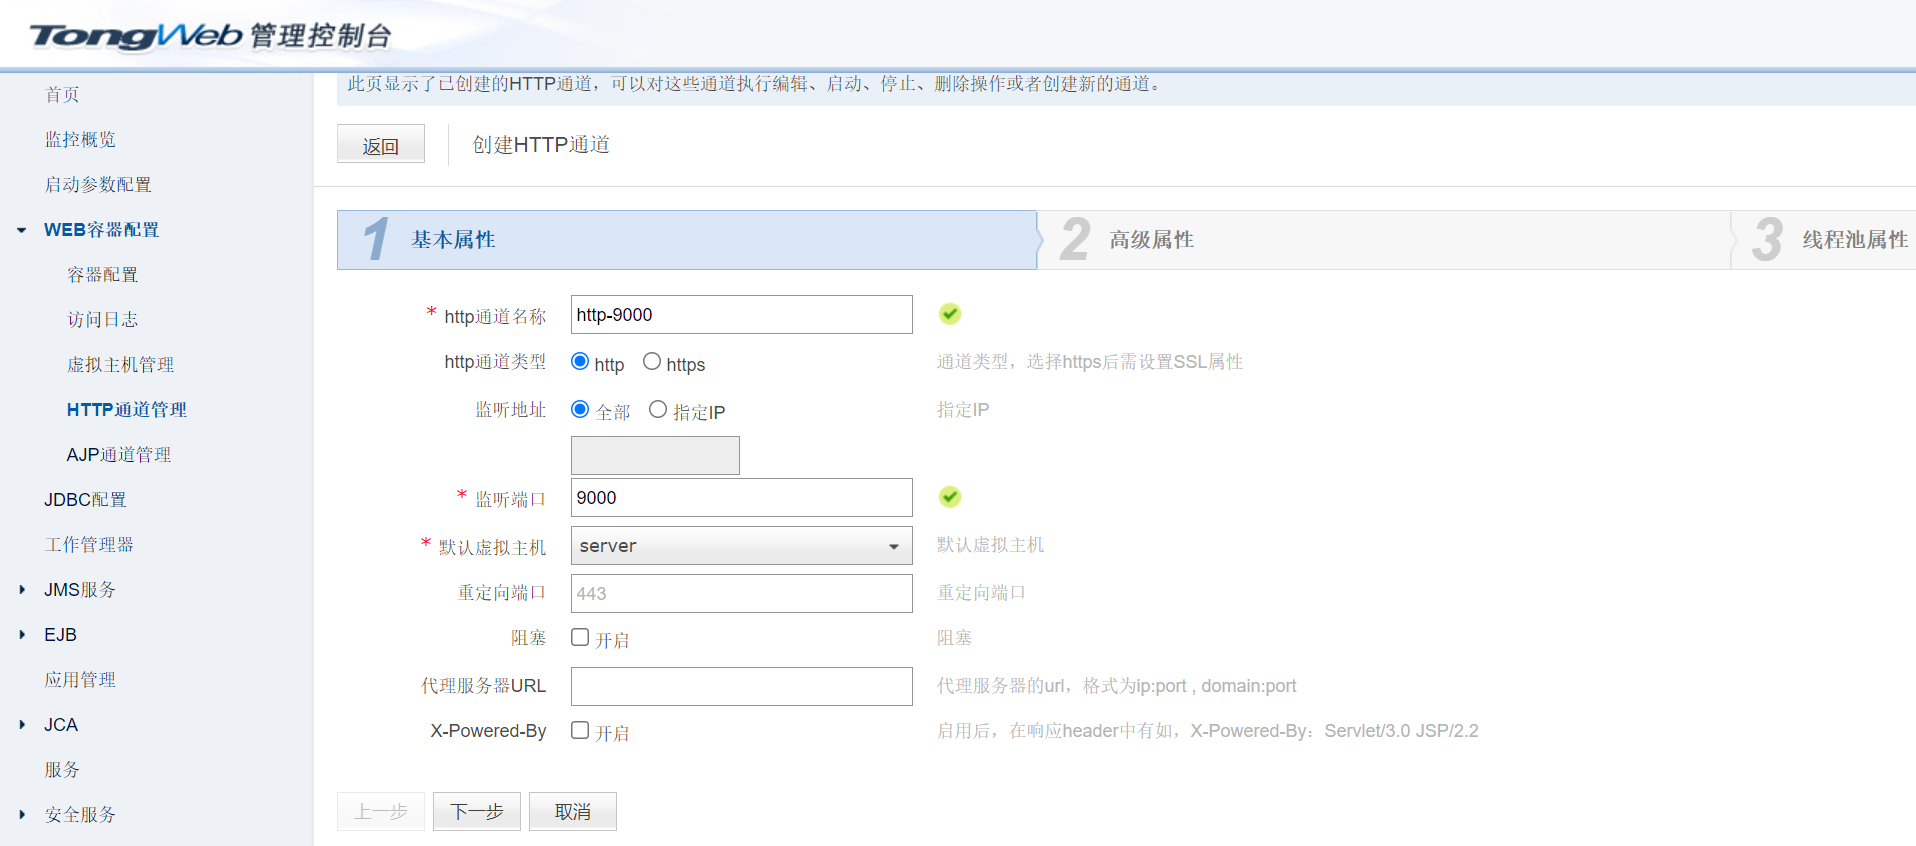 TongWeb 管理控制台
首页
监控概览
启动参数配置
WEB容器配置
容器配置
访问日志
虚拟主机管理
HTTP通道管理
AJP通道管理
JDBC配置
工作管理器
JMS服务
EJB
应用管理
JCA
服务
安全服务
此页显示了已创建的HTTP通道，可以对这些通道执行编辑、启动、停止、删除操作或者创建新的通道。
返回 创建HTTP通道
1 基本属性 2 高级属性 3 线程池属性
* http通道名称 http-9000
http通道类型 http https 通道类型，选择https后需设置SSL属性
监听地址 全部 指定IP 指定IP
* 监听端口 9000
* 默认虚拟主机 server 默认虚拟主机
重定向端口 443 重定向端口
阻塞 开启 阻塞
代理服务器URL 代理服务器的url，格式为ip:port , domain:port
X-Powered-By 开启 启用后，在响应header中有如，X-Powered-By：Servlet/3.0 JSP/2.2
上一步 下一步 取消